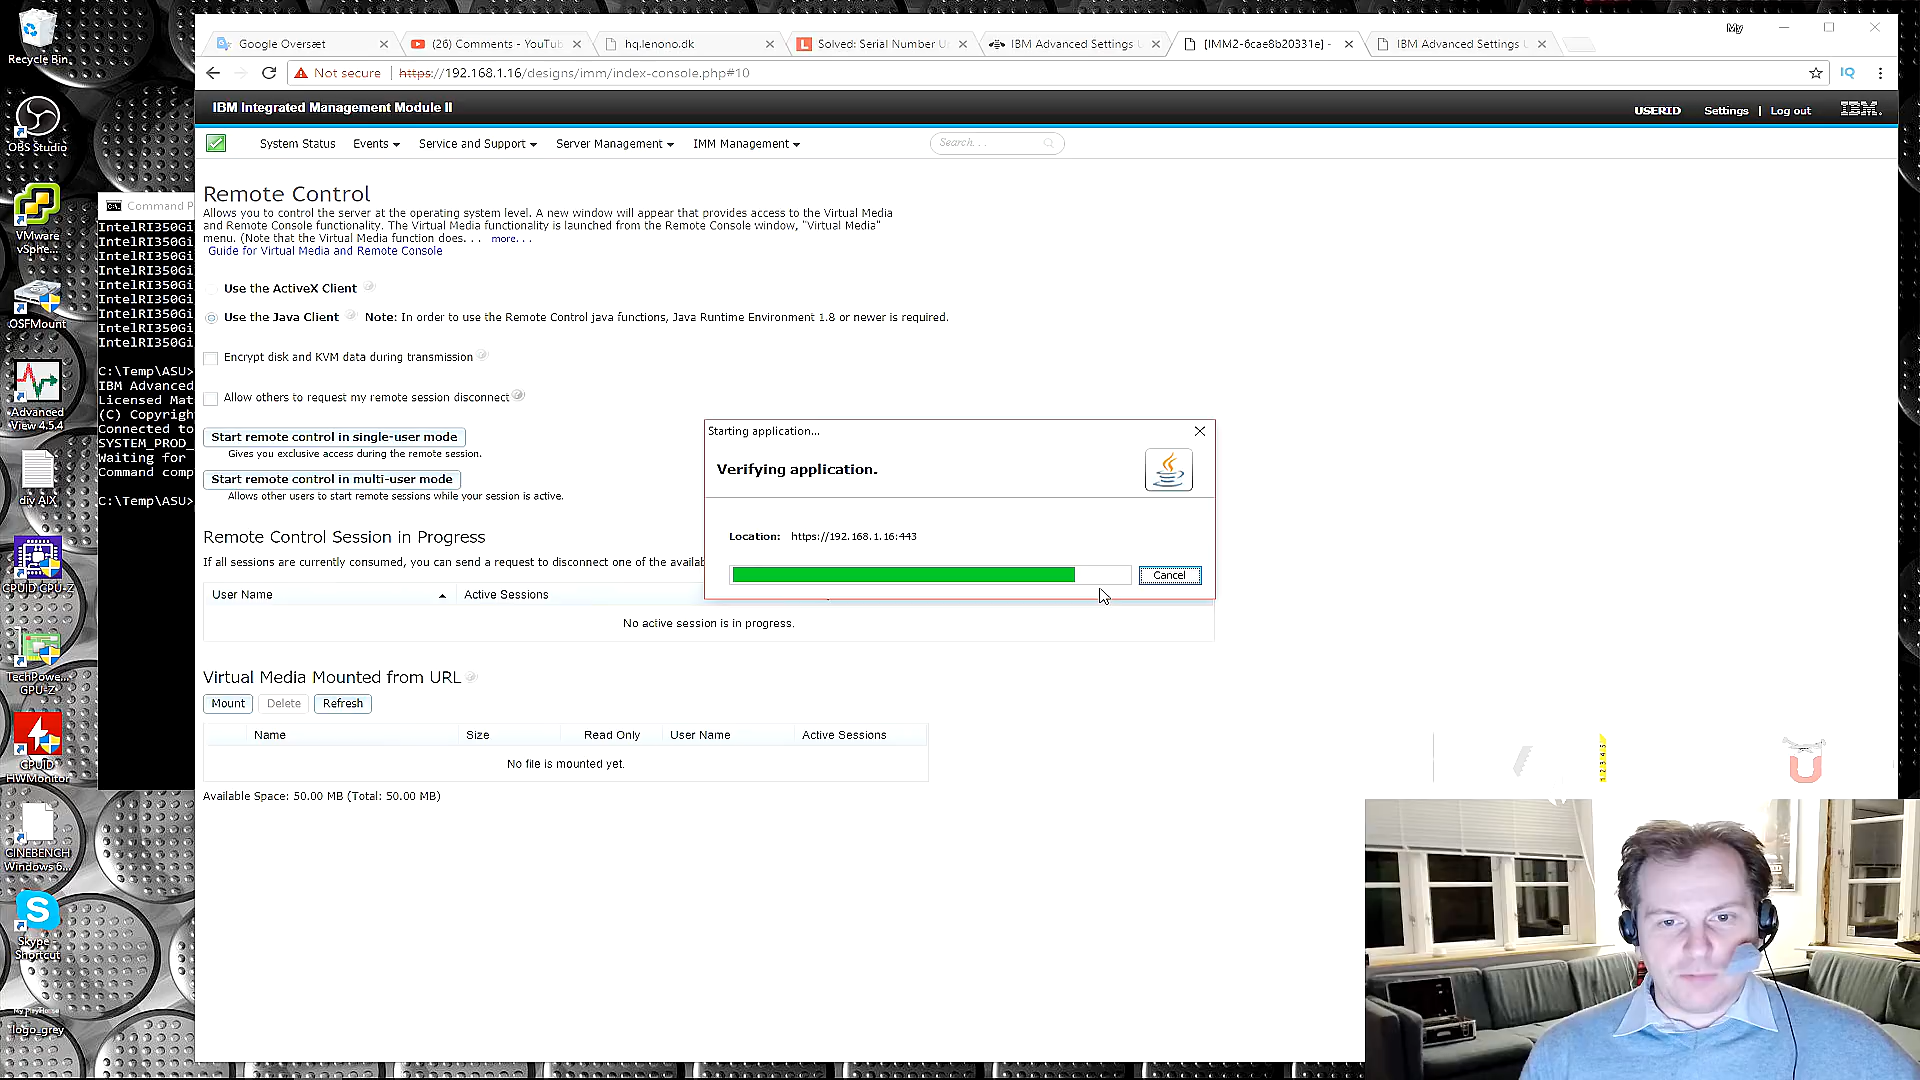 Recycle Bin
OBS Studio
VMware vSphe...
OSFMount
Advanced View 4.5.4
div AIX
CPUID CPU-Z
TechPowe... GPU-Z
CPUID HWMonitor
CINEBENCH Windows 6...
Skype - Shortcut
logo_grey
Command P
IntelRI350Gi
IntelRI350Gi
IntelRI350Gi
IntelRI350Gi
IntelRI350Gi
IntelRI350Gi
IntelRI350Gi
IntelRI350Gi
IntelRI350Gi
C:\Temp\ASU>
IBM Advanced
Licensed Mat
(C) Copyrigh
Connected to
SYSTEM_PROD_
Waiting for
Command comp
C:\Temp\ASU>
My
Google Oversæt
(26) Comments - YouTub
hq.lenono.dk
Solved: Serial Number U
IBM Advanced Settings U
[IMM2-6cae8b20331e] -
IBM Advanced Settings U
Not secure | https://192.168.1.16/designs/imm/index-console.php#10
IQ
IBM Integrated Management Module II
USERID Settings | Log out IBM.
System Status Events Service and Support Server Management IMM Management Search. . .
Remote Control
Allows you to control the server at the operating system level. A new window will appear that provides access to the Virtual Media
and Remote Console functionality. The Virtual Media functionality is launched from the Remote Console window, "Virtual Media"
menu. (Note that the Virtual Media function does. . . more. . .
Guide for Virtual Media and Remote Console
Use the ActiveX Client
Use the Java Client Note: In order to use the Remote Control java functions, Java Runtime Environment 1.8 or newer is required.
Encrypt disk and KVM data during transmission
Allow others to request my remote session disconnect
Start remote control in single-user mode
Gives you exclusive access during the remote session.
Start remote control in multi-user mode
Allows other users to start remote sessions while your session is active.
Remote Control Session in Progress
If all sessions are currently consumed, you can send a request to disconnect one of the availab
User Name Active Sessions
No active session is in progress.
Starting application...
Verifying application.
Location: https://192.168.1.16:443
Cancel
Virtual Media Mounted from URL
Mount Delete Refresh
Name Size Read Only User Name Active Sessions
No file is mounted yet.
Available Space: 50.00 MB (Total: 50.00 MB)